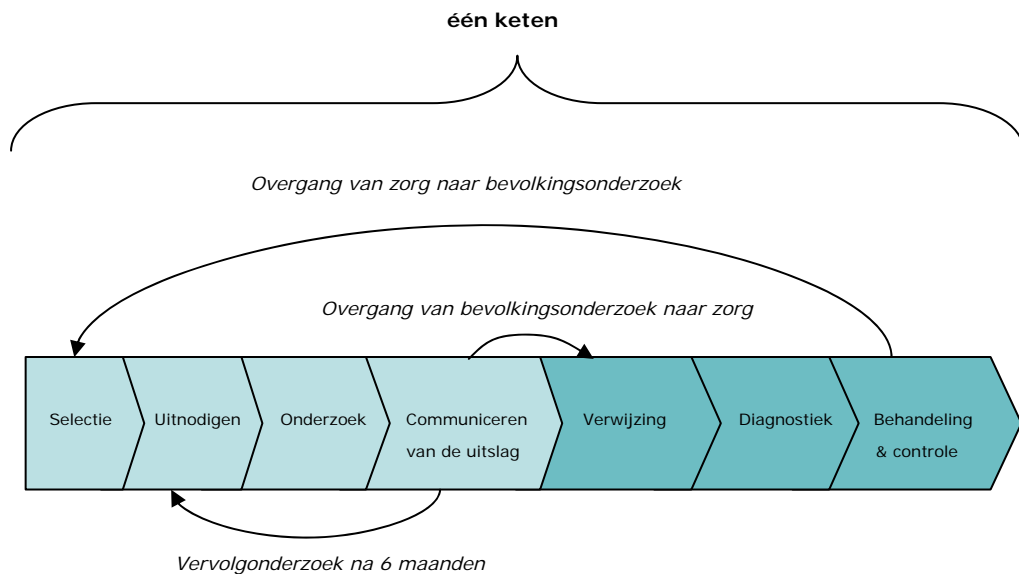 één keten
Overgang van zorg naar bevolkingsonderzoek
Overgang van bevolkingsonderzoek naar zorg
Selectie
Uitnodigen
Onderzoek
Communiceren
van de uitslag
Verwijzing
Diagnostiek
Behandeling
& controle
Vervolgonderzoek na 6 maanden